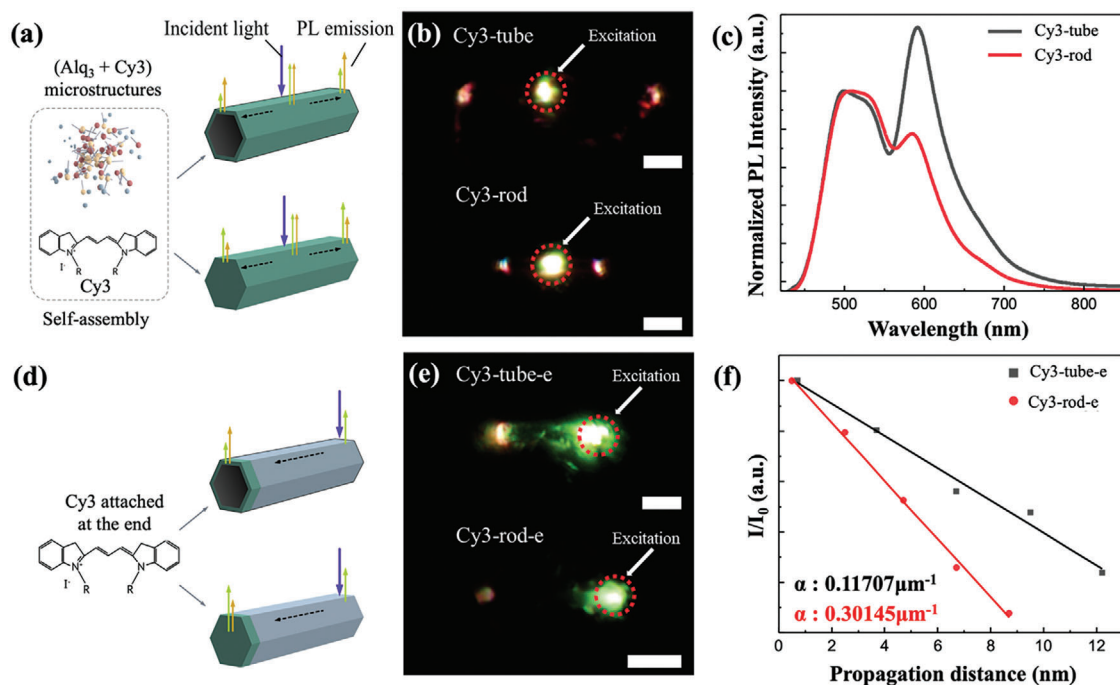 (a)
Incident light
PL emission
(Alq3 + Cy3)
microstructures
I-
N+
R
R
N
Cy3
Self-assembly
(b)
Cy3-tube
Excitation
Cy3-rod
Excitation
(c)
Cy3-tube
Cy3-rod
Normalized PL Intensity (a.u.)
500
600
700
800
Wavelength (nm)
(d)
Cy3 attached
at the end
I-
N+
R
R
N
(e)
Cy3-tube-e
Excitation
Cy3-rod-e
Excitation
(f)
Cy3-tube-e
Cy3-rod-e
I/I0 (a.u.)
α : 0.11707μm-1
α : 0.30145μm-1
0
2
4
6
8
10
12
Propagation distance (nm)